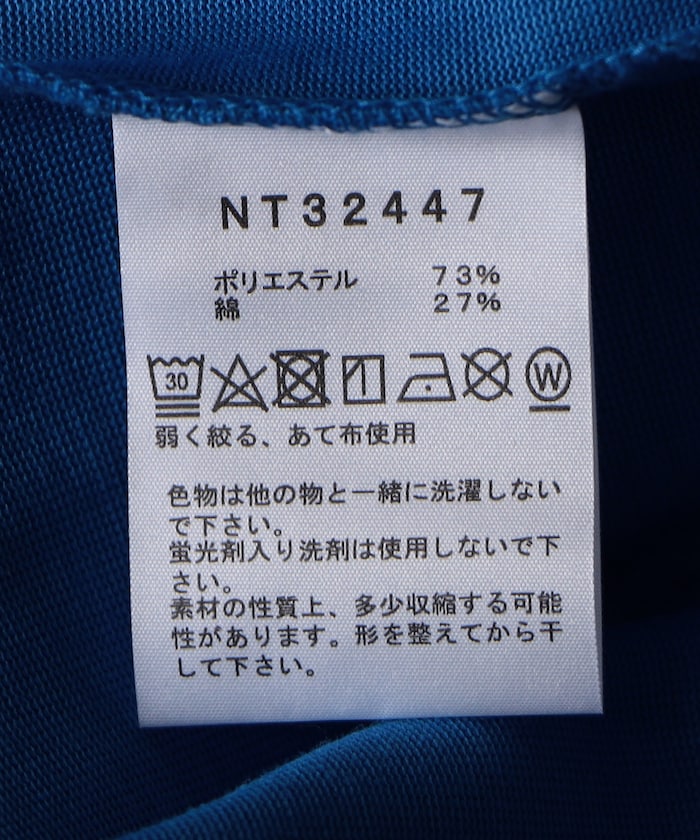 NT32447
ポリエステル 73%
綿 27%
30 W
弱く絞る、あて布使用
色物は他の物と一緒に洗濯しない
で下さい。
蛍光剤入り洗剤は使用しないで下
さい。
素材の性質上、多少収縮する可能
性があります。形を整えてから干
して下さい。